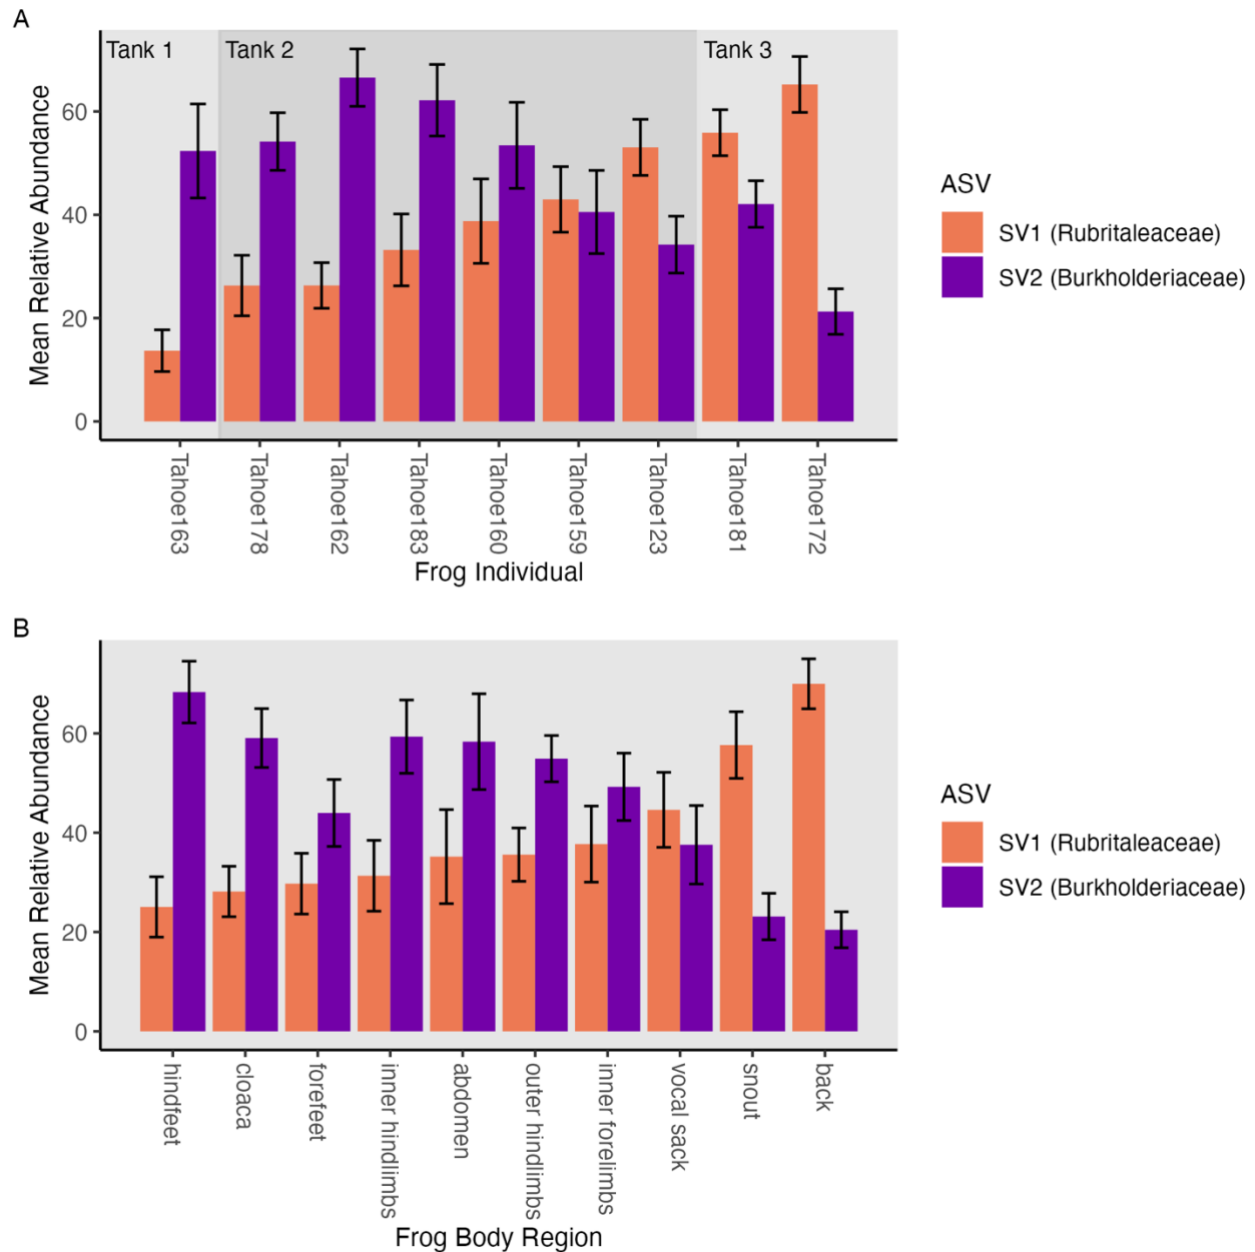 A
Tank 1
Tank 2
Tank 3
Mean Relative Abundance
60
40
20
0
Tahoe163
Tahoe178
Tahoe162
Tahoe183
Tahoe160
Tahoe159
Tahoe123
Tahoe181
Tahoe172
Frog Individual
ASV
SV1 (Rubritaleaceae)
SV2 (Burkholderiaceae)
B
Mean Relative Abundance
60
40
20
0
hindfeet
cloaca
forefeet
inner hindlimbs
abdomen
outer hindlimbs
inner forelimbs
vocal sack
snout
back
Frog Body Region
ASV
SV1 (Rubritaleaceae)
SV2 (Burkholderiaceae)